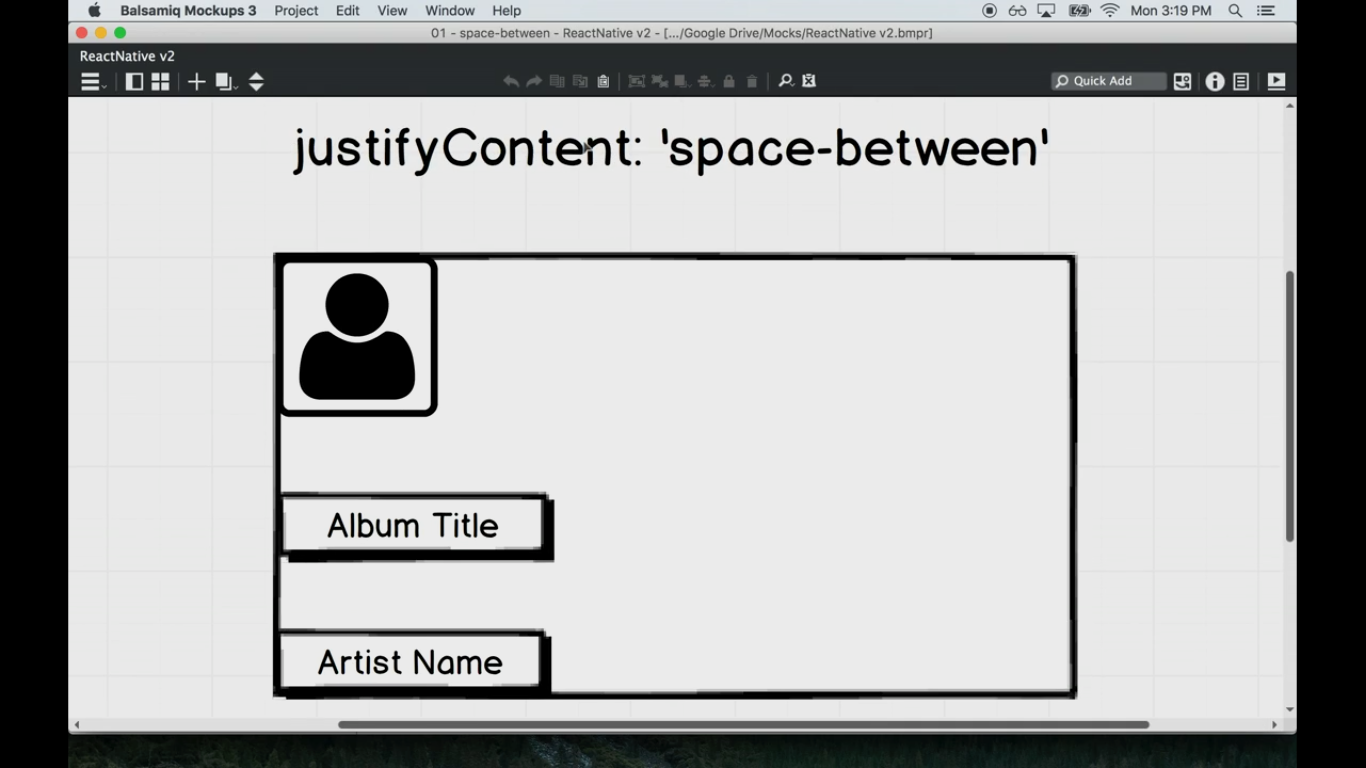 Balsamiq Mockups 3 Project Edit View Window Help Mon 3:19 PM
01 - space-between - ReactNative v2 - [.../Google Drive/Mocks/ReactNative v2.bmpr]
ReactNative v2
Quick Add
justifyContent: 'space-between'
Album Title
Artist Name